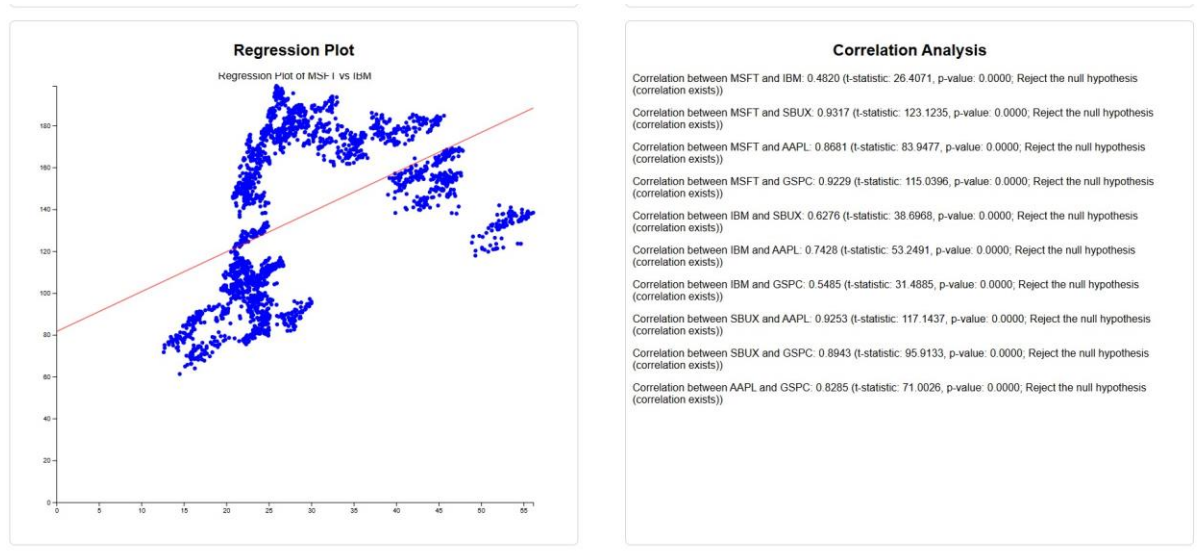 Regression Plot
Regression Plot of MSFT vs IBM
180
160
140
120
100
80
60
40
20
0
0 5 10 15 20 25 30 35 40 45 50 55
Correlation Analysis
Correlation between MSFT and IBM: 0.4820 (t-statistic: 26.4071, p-value: 0.0000; Reject the null hypothesis
(correlation exists))
Correlation between MSFT and SBUX: 0.9317 (t-statistic: 123.1235, p-value: 0.0000; Reject the null hypothesis
(correlation exists))
Correlation between MSFT and AAPL: 0.8681 (t-statistic: 83.9477, p-value: 0.0000; Reject the null hypothesis
(correlation exists))
Correlation between MSFT and GSPC: 0.9229 (t-statistic: 115.0396, p-value: 0.0000; Reject the null hypothesis
(correlation exists))
Correlation between IBM and SBUX: 0.6276 (t-statistic: 38.6968, p-value: 0.0000; Reject the null hypothesis
(correlation exists))
Correlation between IBM and AAPL: 0.7428 (t-statistic: 53.2491, p-value: 0.0000; Reject the null hypothesis
(correlation exists))
Correlation between IBM and GSPC: 0.5485 (t-statistic: 31.4885, p-value: 0.0000; Reject the null hypothesis
(correlation exists))
Correlation between SBUX and AAPL: 0.9253 (t-statistic: 117.1437, p-value: 0.0000; Reject the null hypothesis
(correlation exists))
Correlation between SBUX and GSPC: 0.8943 (t-statistic: 95.9133, p-value: 0.0000; Reject the null hypothesis
(correlation exists))
Correlation between AAPL and GSPC: 0.8285 (t-statistic: 71.0026, p-value: 0.0000; Reject the null hypothesis
(correlation exists))